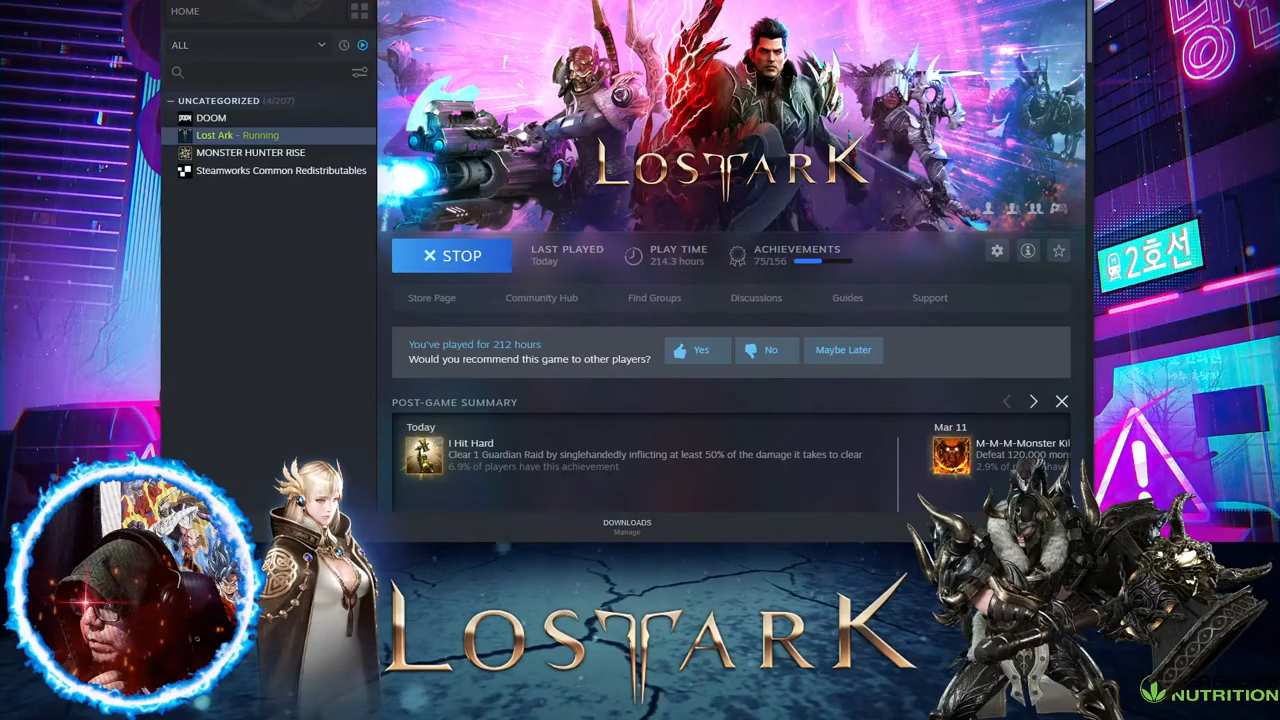 HOME
ALL
UNCATEGORIZED (4/207)
DOOM
Lost Ark - Running
MONSTER HUNTER RISE
Steamworks Common Redistributables
LOST ARK
STOP
LAST PLAYED
Today
PLAY TIME
214.3 hours
ACHIEVEMENTS
75/156
Store Page
Community Hub
Find Groups
Discussions
Guides
Support
You've played for 212 hours
Would you recommend this game to other players?
Yes
No
Maybe Later
POST-GAME SUMMARY
Today
I Hit Hard
Clear 1 Guardian Raid by singlehandedly inflicting at least 50% of the damage it takes to clear
6.9% of players have this achievement
Mar 11
M-M-M-Monster Kil
Defeat 120,000 mon
2.9% of
DOWNLOADS
Manage
2호선
LOST ARK
NUTRITION